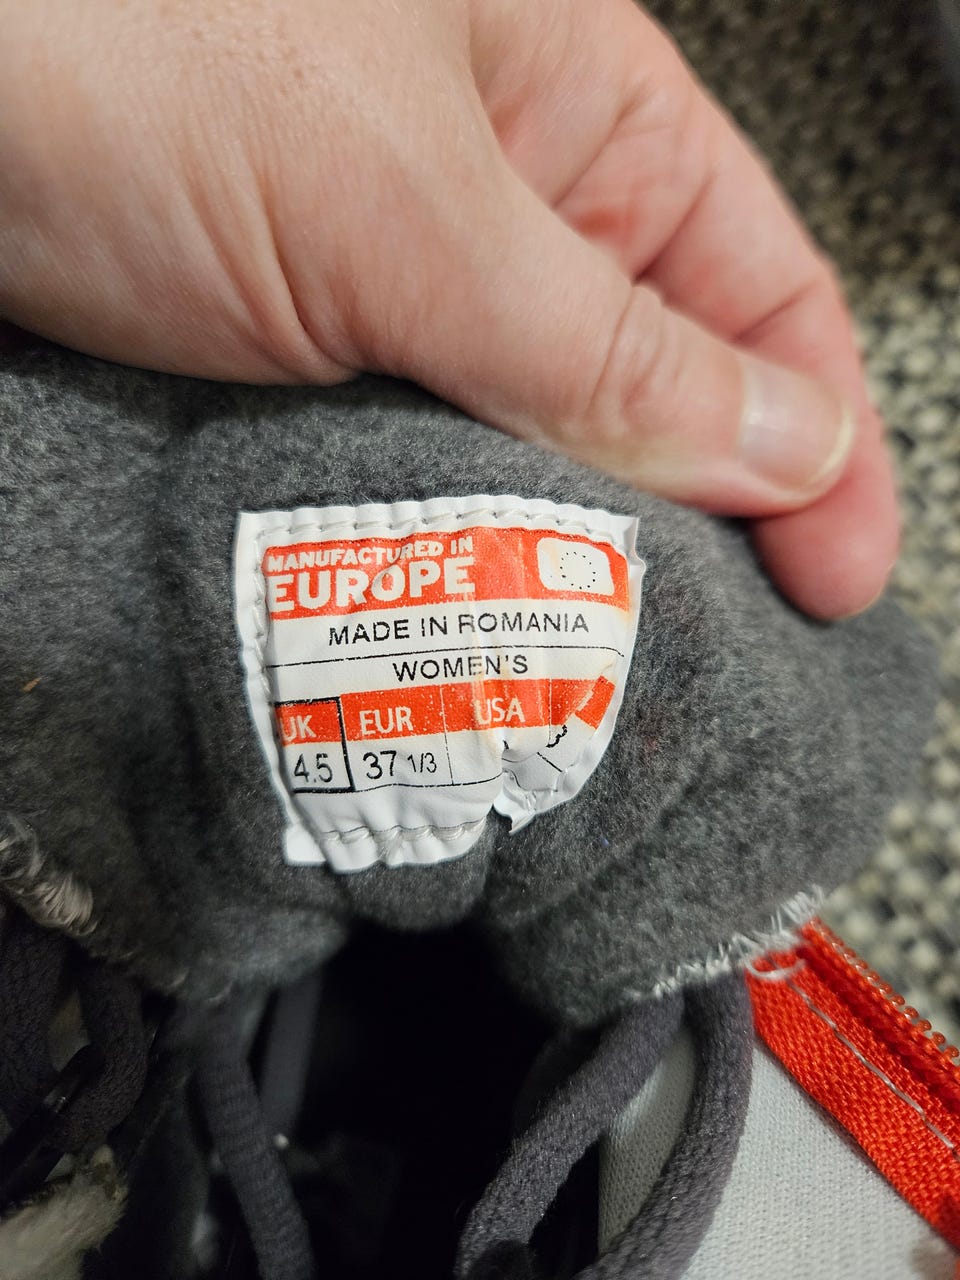 MANUFACTURED IN
EUROPE
MADE IN ROMANIA
WOMEN'S
UK EUR USA
4.5 37 1/3